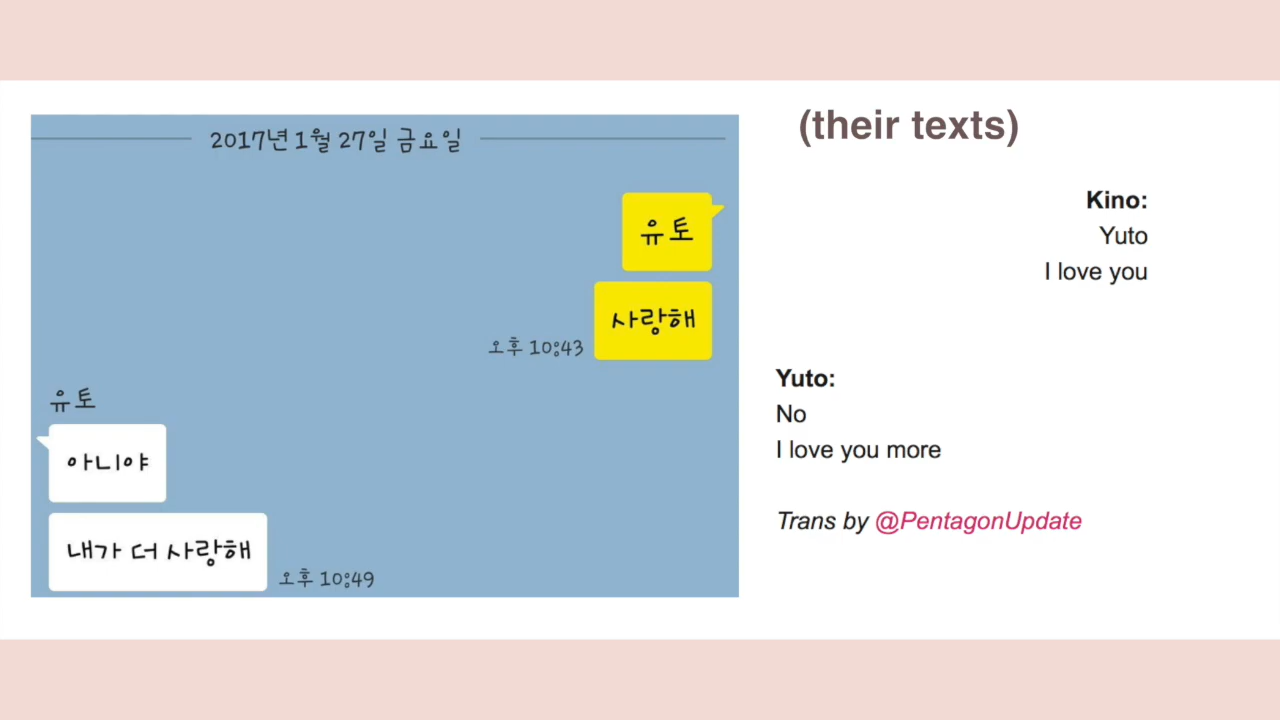 2017년 1월 27일 금요일
유토
사랑해
오후 10:43
유토
아니야
내가 더 사랑해
오후 10:49
(their texts)
Kino:
Yuto
I love you
Yuto:
No
I love you more
Trans by @PentagonUpdate